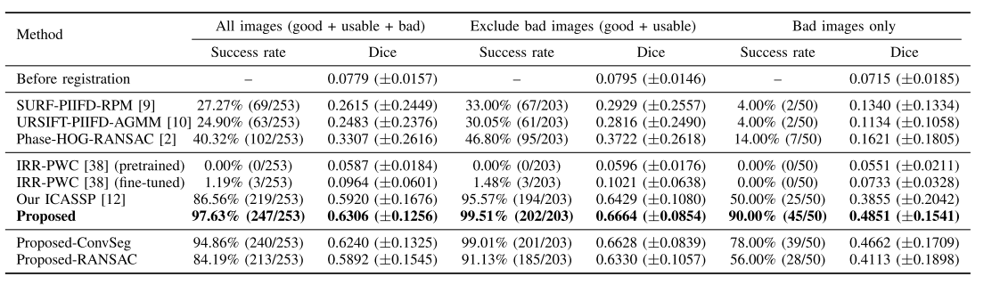 Method All images (good + usable + bad) Exclude bad images (good + usable) Bad images only
Success rate Dice Success rate Dice Success rate Dice
Before registration – 0.0779 (±0.0157) – 0.0795 (±0.0146) – 0.0715 (±0.0185)
SURF-PIIFD-RPM [9] 27.27% (69/253) 0.2615 (±0.2449) 33.00% (67/203) 0.2929 (±0.2557) 4.00% (2/50) 0.1340 (±0.1334)
URSIFT-PIIFD-AGMM [10] 24.90% (63/253) 0.2483 (±0.2376) 30.05% (61/203) 0.2816 (±0.2490) 4.00% (2/50) 0.1134 (±0.1058)
Phase-HOG-RANSAC [2] 40.32% (102/253) 0.3307 (±0.2616) 46.80% (95/203) 0.3722 (±0.2618) 14.00% (7/50) 0.1621 (±0.1805)
IRR-PWC [38] (pretrained) 0.00% (0/253) 0.0587 (±0.0184) 0.00% (0/203) 0.0596 (±0.0176) 0.00% (0/50) 0.0551 (±0.0211)
IRR-PWC [38] (fine-tuned) 1.19% (3/253) 0.0964 (±0.0601) 1.48% (3/203) 0.1021 (±0.0638) 0.00% (0/50) 0.0733 (±0.0328)
Our ICASSP [12] 86.56% (219/253) 0.5920 (±0.1676) 95.57% (194/203) 0.6429 (±0.1080) 50.00% (25/50) 0.3855 (±0.2042)
Proposed 97.63% (247/253) 0.6306 (±0.1256) 99.51% (202/203) 0.6664 (±0.0854) 90.00% (45/50) 0.4851 (±0.1541)
Proposed-ConvSeg 94.86% (240/253) 0.6240 (±0.1325) 99.01% (201/203) 0.6628 (±0.0839) 78.00% (39/50) 0.4662 (±0.1709)
Proposed-RANSAC 84.19% (213/253) 0.5892 (±0.1545) 91.13% (185/203) 0.6330 (±0.1057) 56.00% (28/50) 0.4113 (±0.1898)